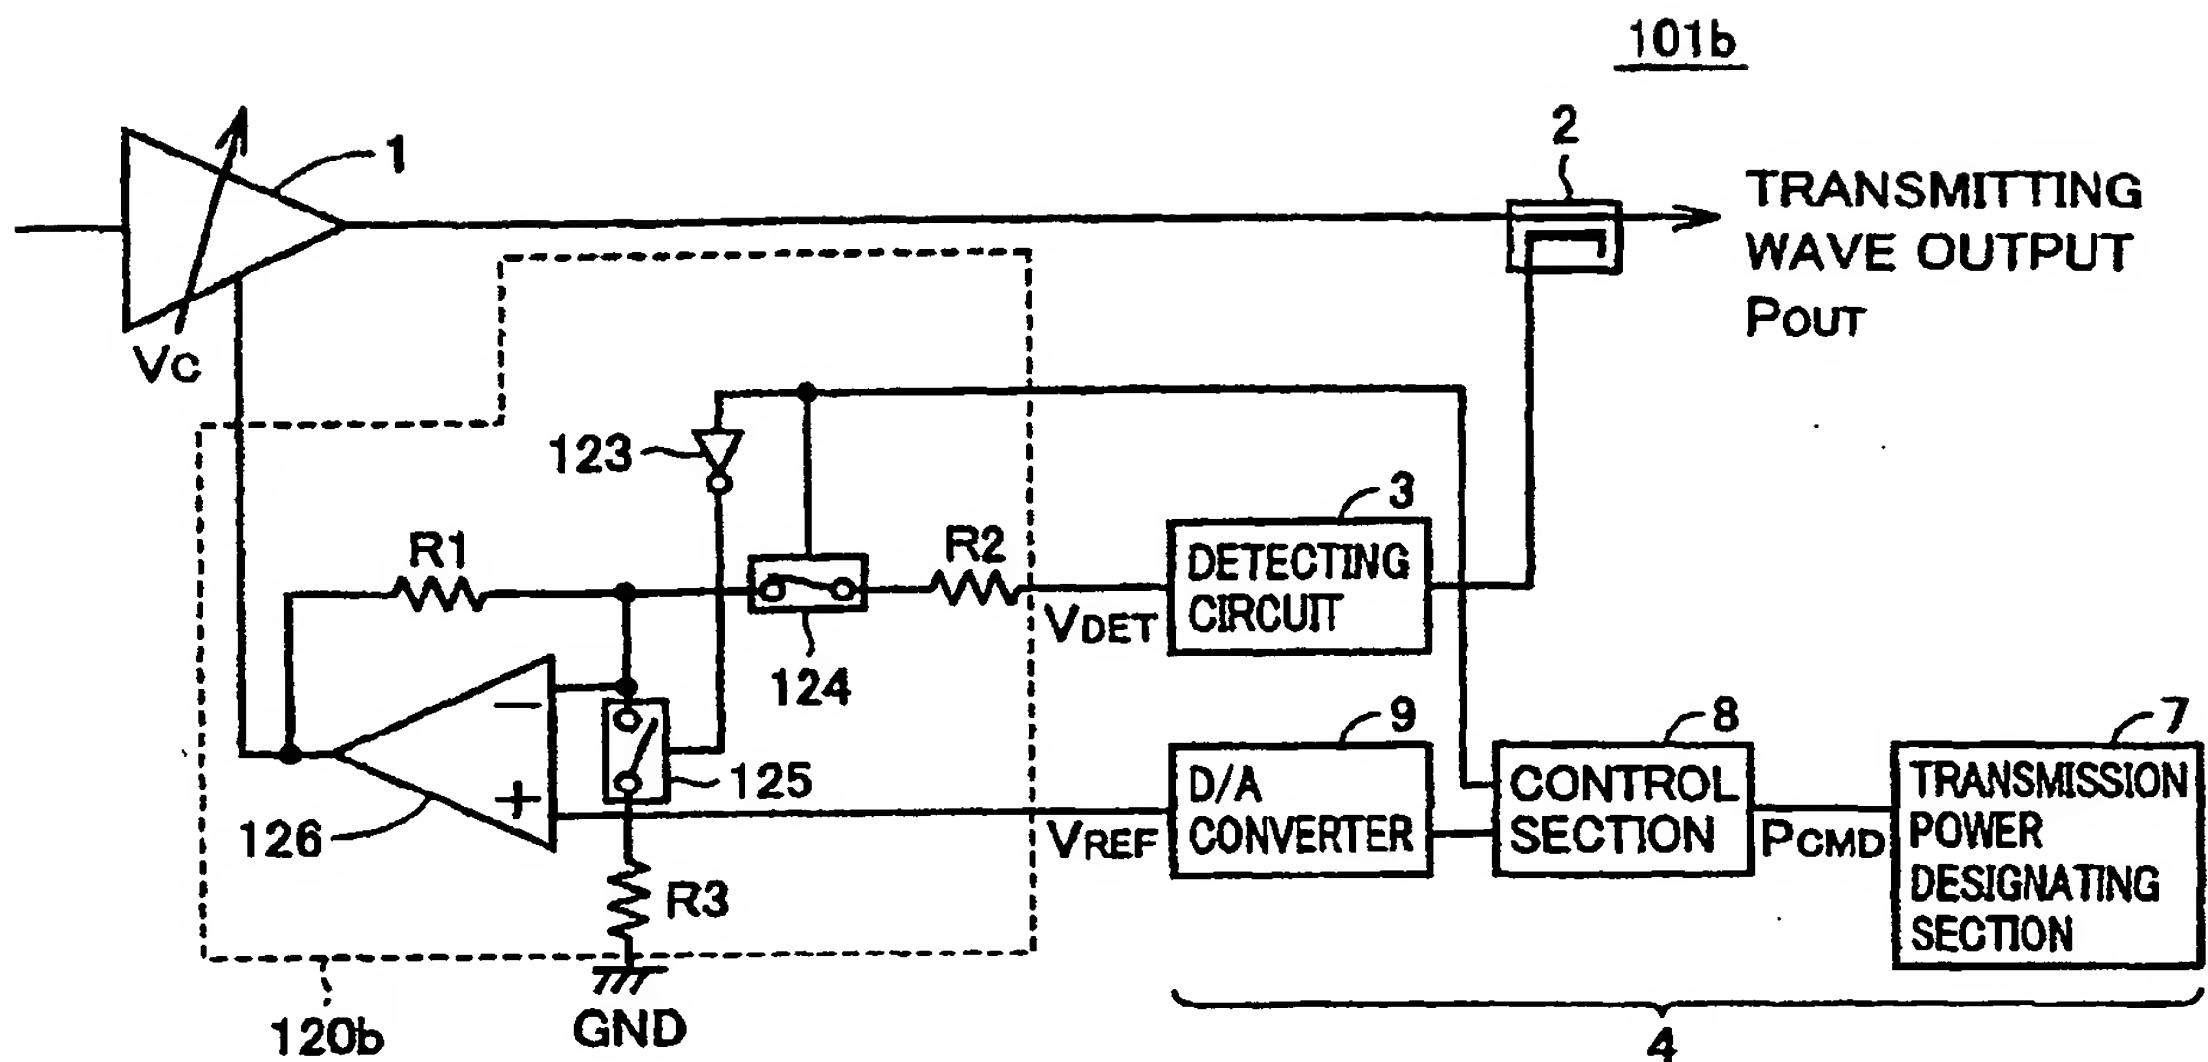 101b
1
2
TRANSMITTING
WAVE OUTPUT
POUT
VC
123
R1
R2
3
DETECTING
CIRCUIT
VDET
124
−
+
125
126
9
D/A
CONVERTER
VREF
8
CONTROL
SECTION
PCMD
7
TRANSMISSION
POWER
DESIGNATING
SECTION
R3
GND
120b
4